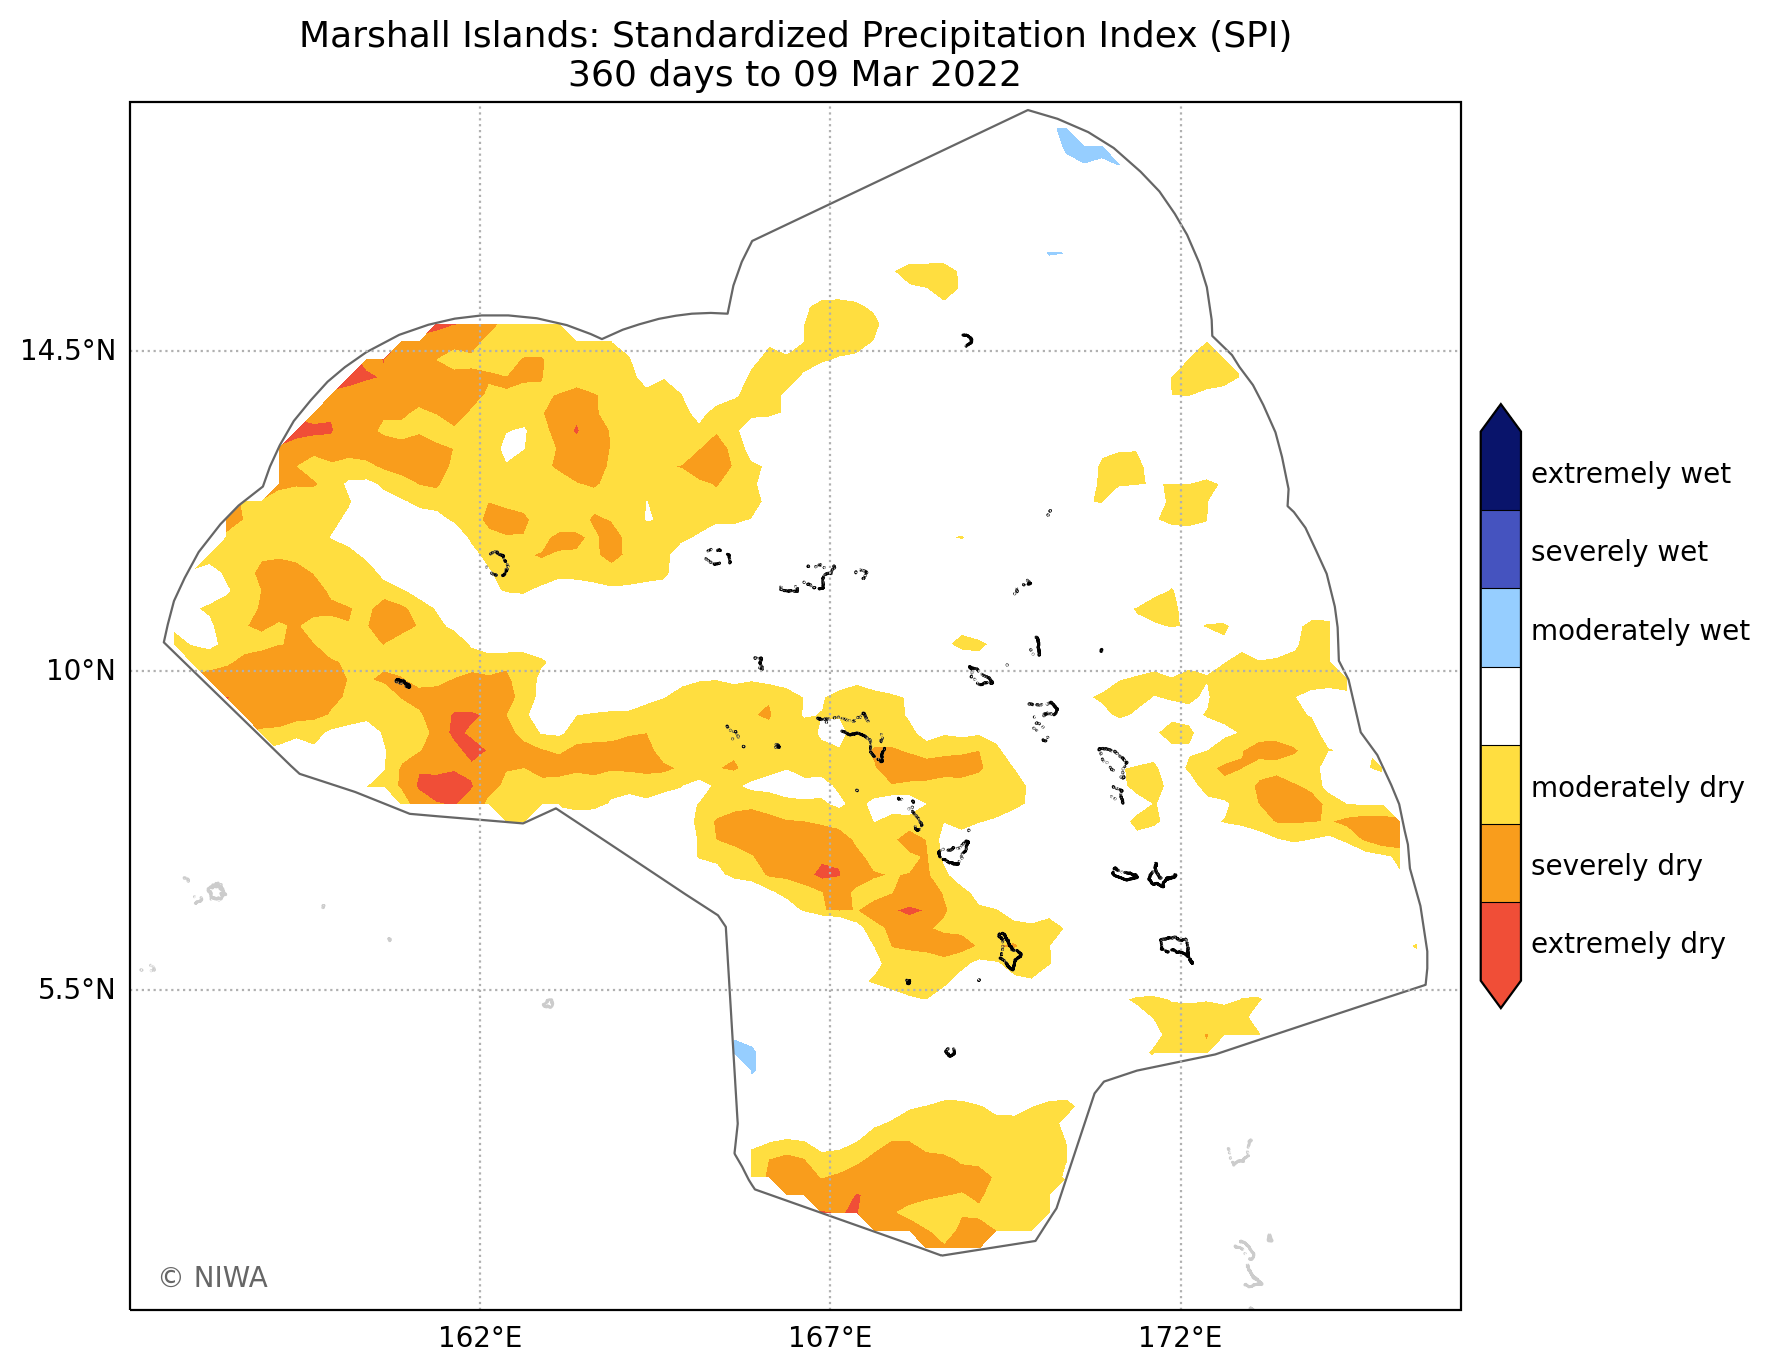 Marshall Islands: Standardized Precipitation Index (SPI)
360 days to 09 Mar 2022
14.5°N
10°N
5.5°N
162°E
167°E
172°E
extremely wet
severely wet
moderately wet
moderately dry
severely dry
extremely dry
© NIWA